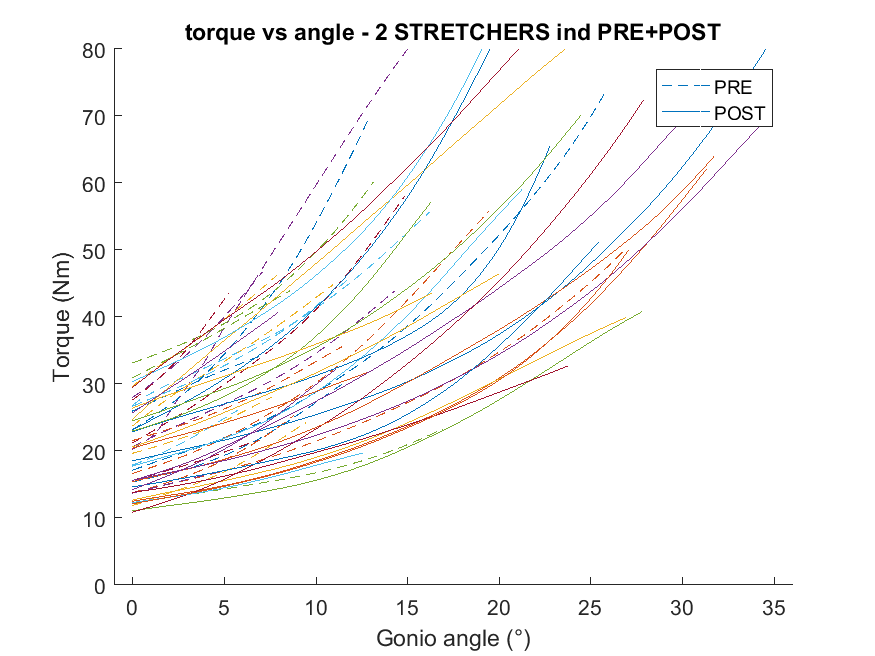 torque vs angle - 2 STRETCHERS ind PRE+POST
80
70
60
50
40
30
20
10
0
Torque (Nm)
PRE
POST
0 5 10 15 20 25 30 35
Gonio angle (°)